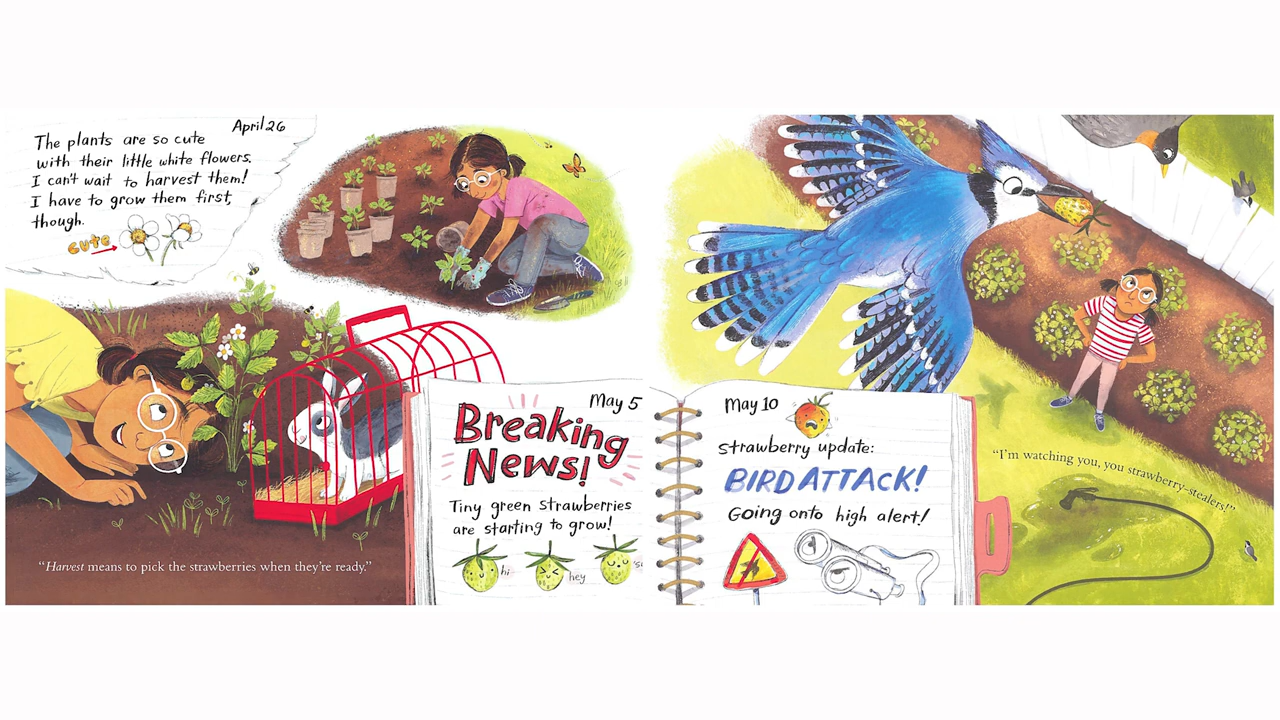 April 26
The plants are so cute
with their little white flowers.
I can't wait to harvest them!
I have to grow them first,
though.
cute
"Harvest means to pick the strawberries when they're ready."
May 5
Breaking
News!
Tiny green strawberries
are starting to grow!
hi
hey
May 10
strawberry update:
BIRD ATTACK!
Going onto high alert!
"I'm watching you, you strawberry-stealers!"